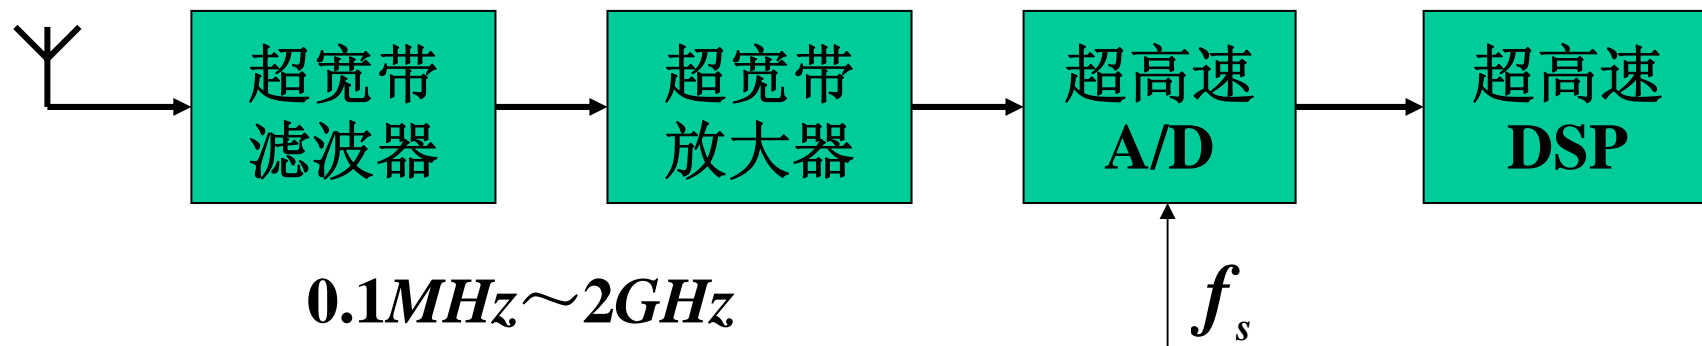 超宽带
滤波器
超宽带
放大器
超高速
A/D
超高速
DSP
0.1MHz～2GHz
fs